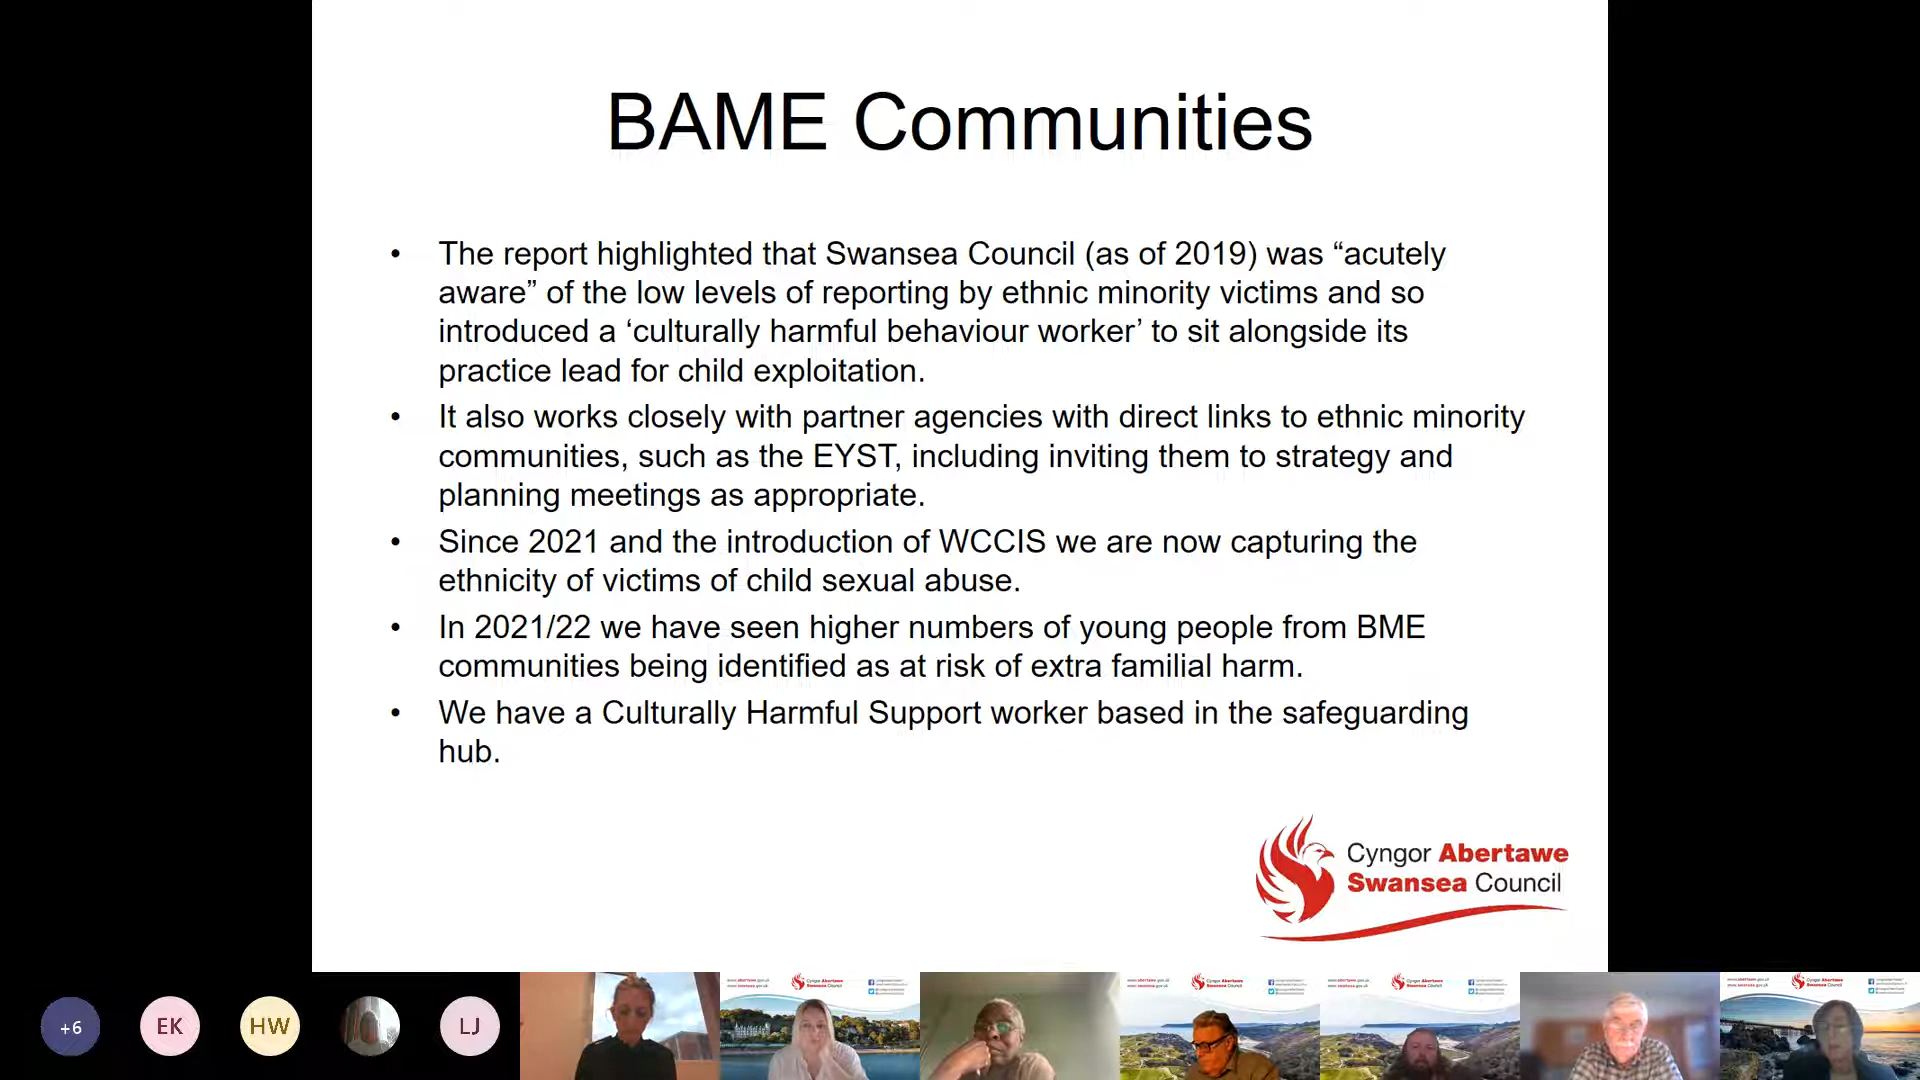 BAME Communities
• The report highlighted that Swansea Council (as of 2019) was “acutely
aware” of the low levels of reporting by ethnic minority victims and so
introduced a ‘culturally harmful behaviour worker’ to sit alongside its
practice lead for child exploitation.
• It also works closely with partner agencies with direct links to ethnic minority
communities, such as the EYST, including inviting them to strategy and
planning meetings as appropriate.
• Since 2021 and the introduction of WCCIS we are now capturing the
ethnicity of victims of child sexual abuse.
• In 2021/22 we have seen higher numbers of young people from BME
communities being identified as at risk of extra familial harm.
• We have a Culturally Harmful Support worker based in the safeguarding
hub.
Cyngor Abertawe
Swansea Council
+6
EK
HW
LJ